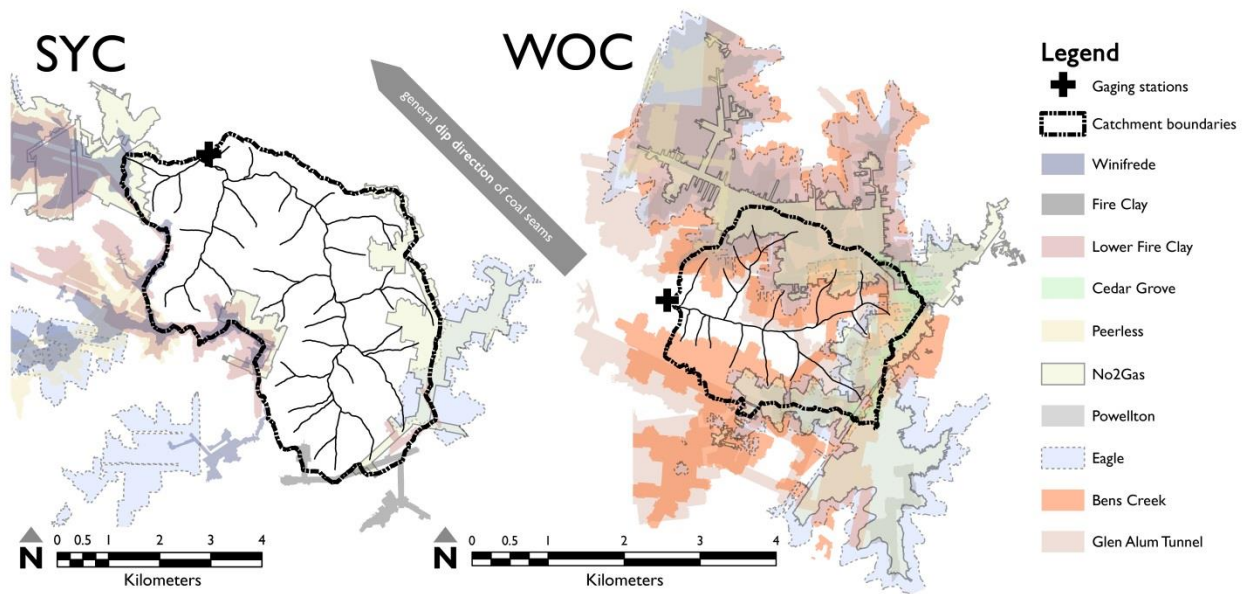 SYC
WOC
general dip direction of coal seams
Legend
Gaging stations
Catchment boundaries
Winifrede
Fire Clay
Lower Fire Clay
Cedar Grove
Peerless
No2Gas
Powellton
Eagle
Bens Creek
Glen Alum Tunnel
N
0 0.5 1 2 3 4
Kilometers
N
0 0.5 1 2 3 4
Kilometers